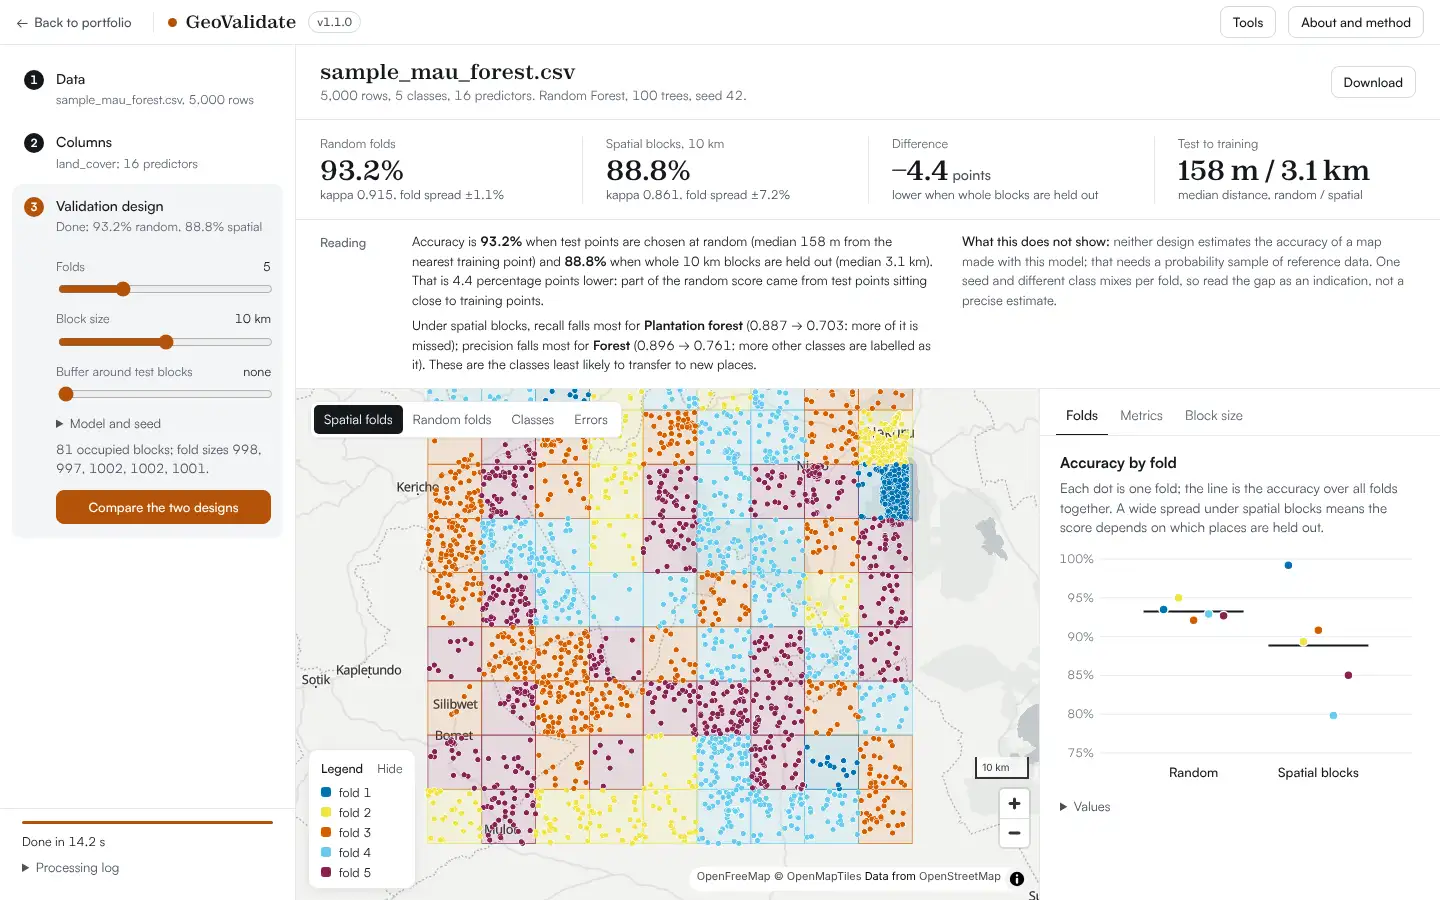 ← Back to portfolio
GeoValidate
v1.1.0
Tools
About and method
1 Data
sample_mau_forest.csv, 5,000 rows
2 Columns
land_cover; 16 predictors
3 Validation design
Done: 93.2% random, 88.8% spatial
Folds 5
Block size 10 km
Buffer around test blocks none
Model and seed
81 occupied blocks; fold sizes 998,
997, 1002, 1002, 1001.
Compare the two designs
Done in 14.2 s
Processing log
sample_mau_forest.csv
5,000 rows, 5 classes, 16 predictors. Random Forest, 100 trees, seed 42.
Download
Random folds
93.2%
kappa 0.915, fold spread ±1.1%
Spatial blocks, 10 km
88.8%
kappa 0.861, fold spread ±7.2%
Difference
−4.4 points
lower when whole blocks are held out
Test to training
158 m / 3.1 km
median distance, random / spatial
Reading
Accuracy is 93.2% when test points are chosen at random (median 158 m from the
nearest training point) and 88.8% when whole 10 km blocks are held out (median 3.1 km).
That is 4.4 percentage points lower: part of the random score came from test points sitting
close to training points.
Under spatial blocks, recall falls most for Plantation forest (0.887 → 0.703: more of it is
missed); precision falls most for Forest (0.896 → 0.761: more other classes are labelled as
it). These are the classes least likely to transfer to new places.
What this does not show: neither design estimates the accuracy of a map
made with this model; that needs a probability sample of reference data. One
seed and different class mixes per fold, so read the gap as an indication, not a
precise estimate.
Spatial folds
Random folds
Classes
Errors
Kericho
Kapletundo
Sotik
Silibwet
Bomet
Legend
Hide
fold 1
fold 2
fold 3
fold 4
fold 5
10 km
+
−
OpenFreeMap © OpenMapTiles Data from OpenStreetMap
Folds
Metrics
Block size
Accuracy by fold
Each dot is one fold; the line is the accuracy over all folds
together. A wide spread under spatial blocks means the
score depends on which places are held out.
100%
95%
90%
85%
80%
75%
Random
Spatial blocks
Values